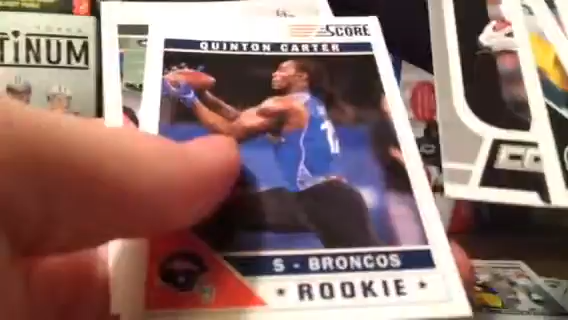 TINUM
SCORE
QUINTON CARTER
S - BRONCOS
★ ROOKIE ★